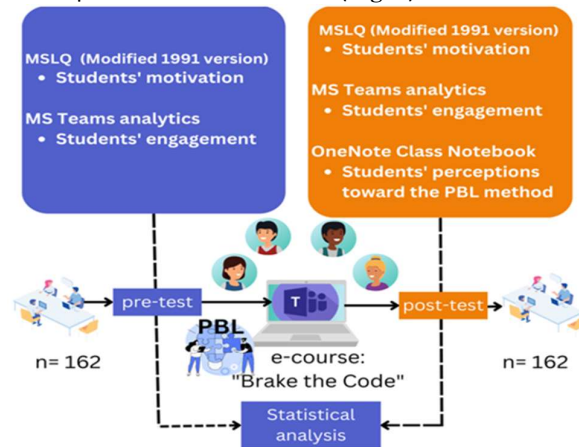 MSLQ (Modified 1991 version)
• Students' motivation
MS Teams analytics
• Students' engagement
MSLQ (Modified 1991 version)
• Students' motivation
MS Teams analytics
• Students' engagement
OneNote Class Notebook
• Students' perceptions
toward the PBL method
pre-test
T
post-test
PBL
n= 162
e-course:
"Brake the Code"
n= 162
Statistical
analysis